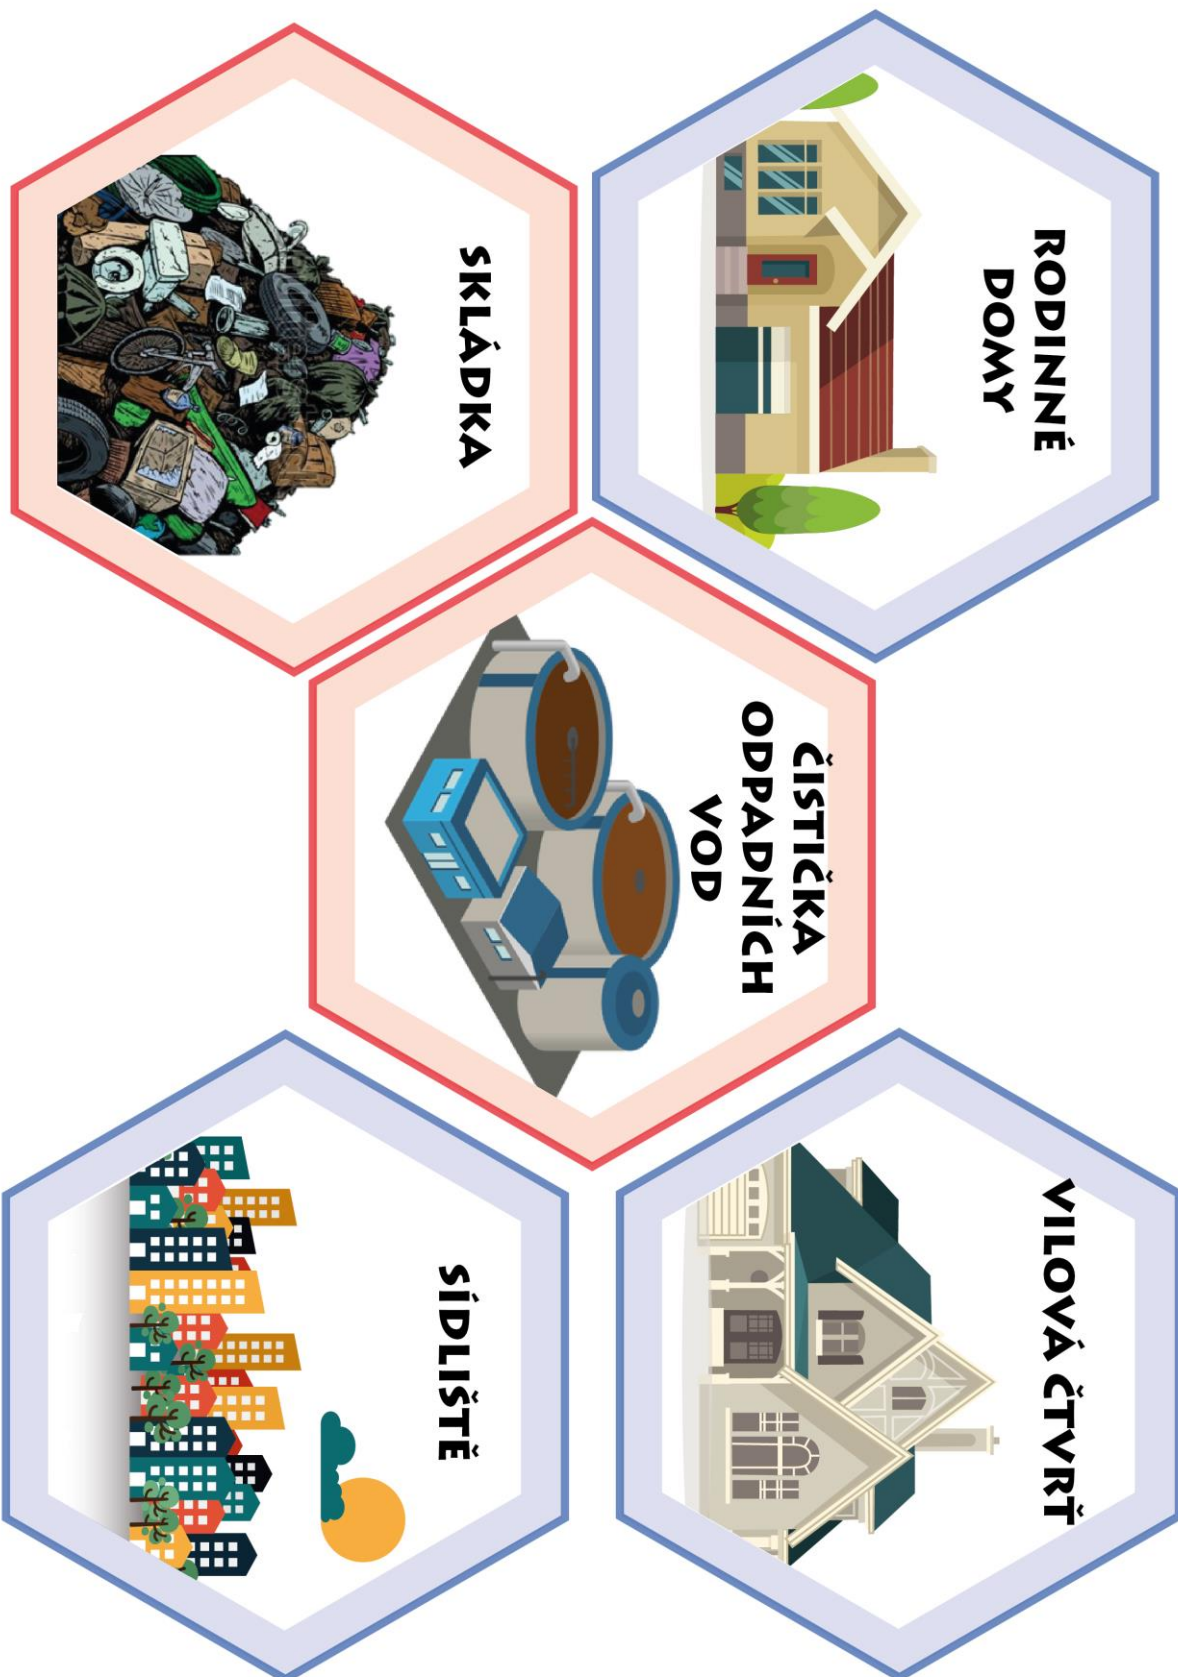 RODINNÉ
DOMY
VILOVÁ ČTVRŤ
ČISTIČKA
ODPADNÍCH
VOD
SKLÁDKA
SÍDLIŠTĚ